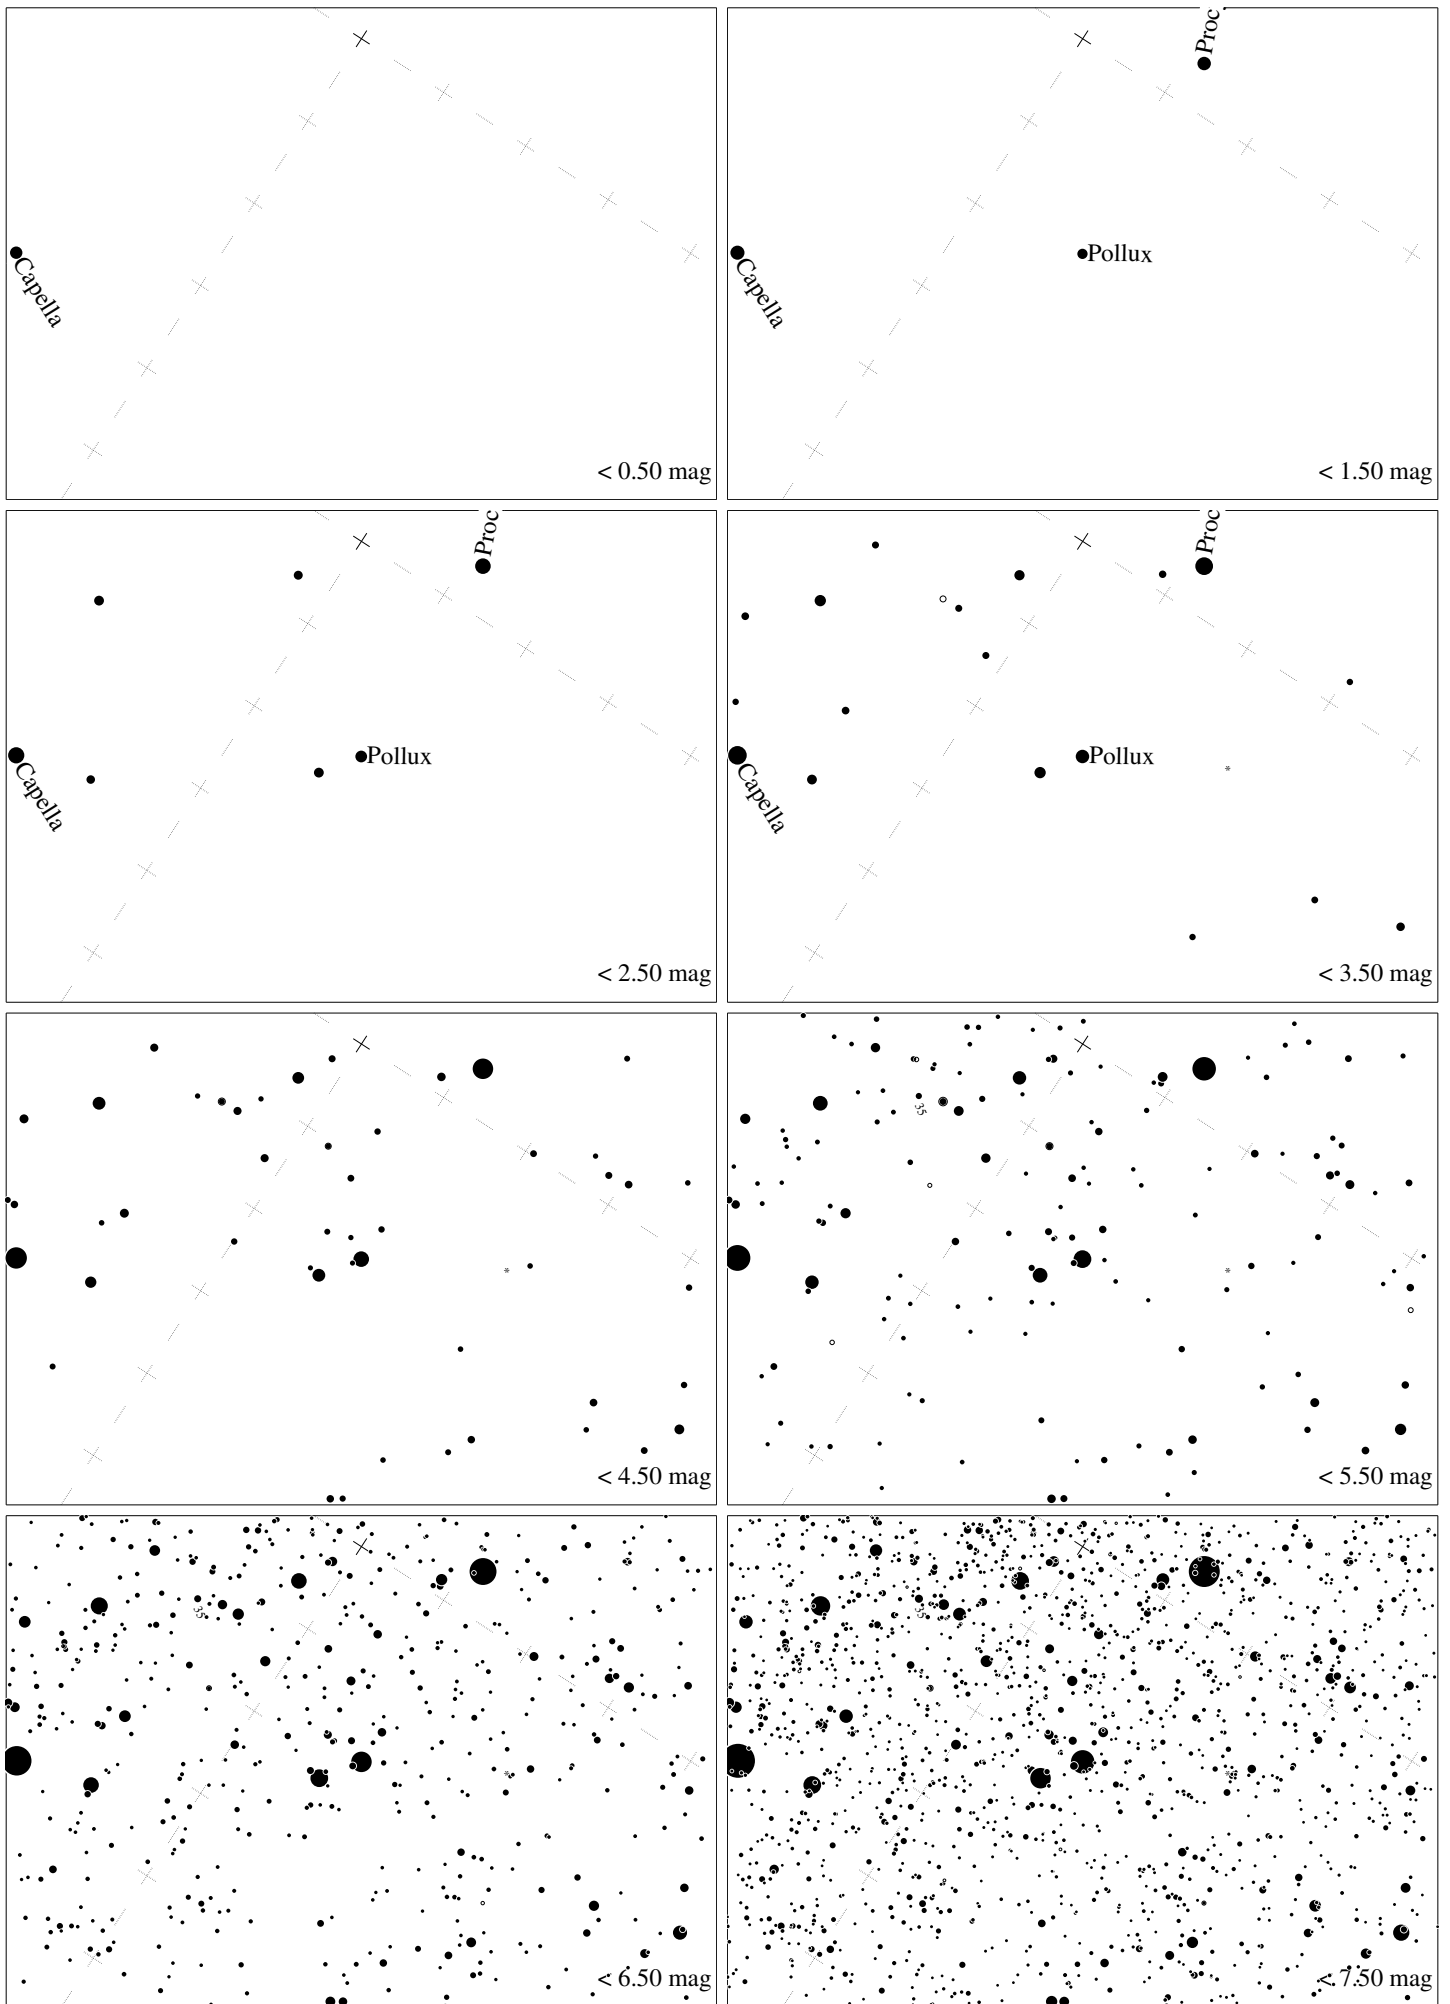 Capella
< 0.50 mag
Proc
Pollux
Capella
< 1.50 mag
Proc
Pollux
Capella
< 2.50 mag
Proc
Pollux
Capella
< 3.50 mag
< 4.50 mag
35
< 5.50 mag
35
< 6.50 mag
35
< 7.50 mag